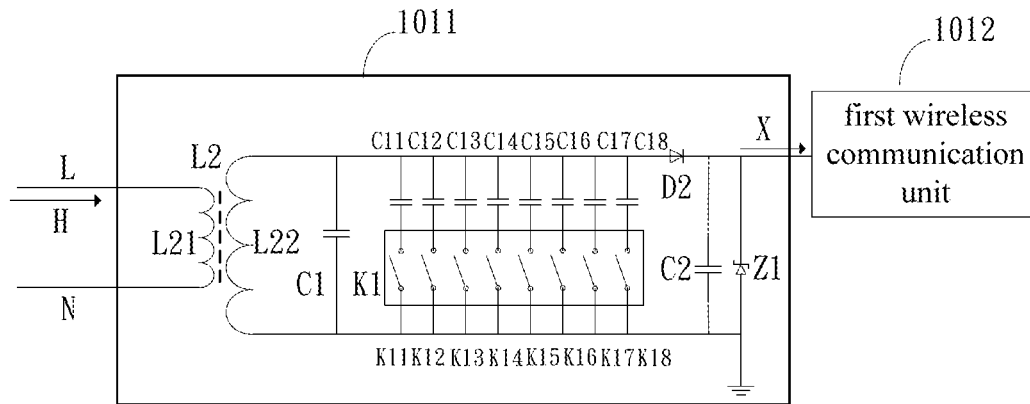 1011
1012
X
first wireless
communication
unit
C11 C12 C13 C14 C15 C16 C17 C18
L2
L
H
D2
L21
L22
C1
K1
C2
Z1
N
K11 K12 K13 K14 K15 K16 K17 K18